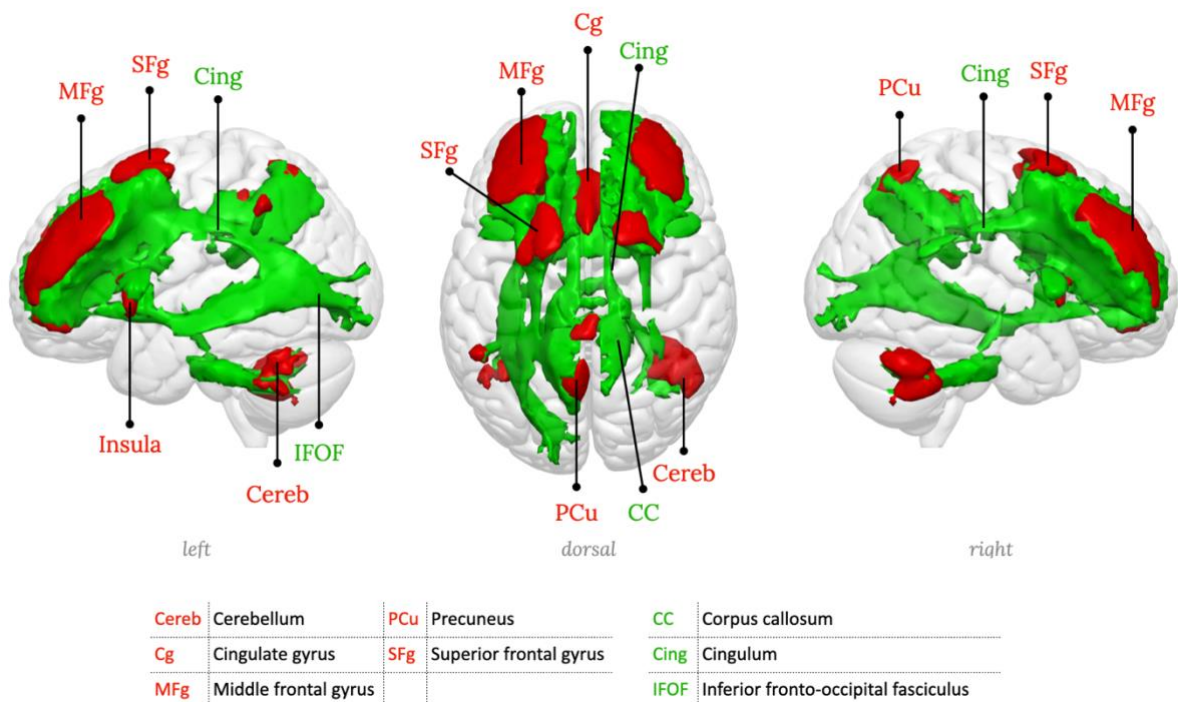 Cg
SFg Cing MFg Cing Cing SFg
MFg PCu MFg
SFg
Insula IFOF Cereb
Cereb PCu CC
left dorsal right
Cereb Cerebellum PCu Precuneus CC Corpus callosum
Cg Cingulate gyrus SFg Superior frontal gyrus Cing Cingulum
MFg Middle frontal gyrus IFOF Inferior fronto-occipital fasciculus